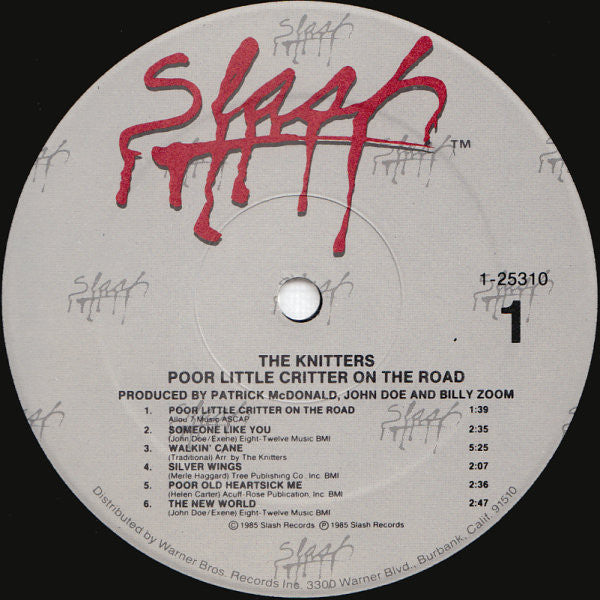 Slash
TM
1-25310
1
THE KNITTERS
POOR LITTLE CRITTER ON THE ROAD
PRODUCED BY PATRICK McDONALD, JOHN DOE AND BILLY ZOOM
1. POOR LITTLE CRITTER ON THE ROAD 1:39
Allou 7 Music ASCAP
2. SOMEONE LIKE YOU 2:35
(John Doe/Exene) Eight-Twelve Music BMI
3. WALKIN' CANE 5:25
(Traditional) Arr. by The Knitters
4. SILVER WINGS 2:07
(Merle Haggard) Tree Publishing Co., Inc. BMI
5. POOR OLD HEARTSICK ME 2:36
(Helen Carter) Acuff-Rose Publication, Inc. BMI
6. THE NEW WORLD 2:47
(John Doe/Exene) Eight-Twelve Music BMI
© 1985 Slash Records ℗ 1985 Slash Records
Distributed by Warner Bros. Records Inc. 3300 Warner Blvd., Burbank, Calif. 91510